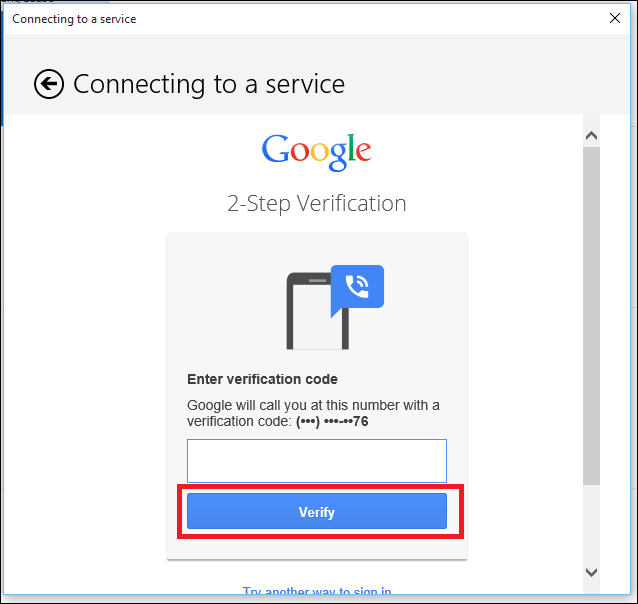 Connecting to a service
Connecting to a service
Google
2-Step Verification
Enter verification code
Google will call you at this number with a
verification code: (•••) •••-••76
Verify
Try another way to sign in